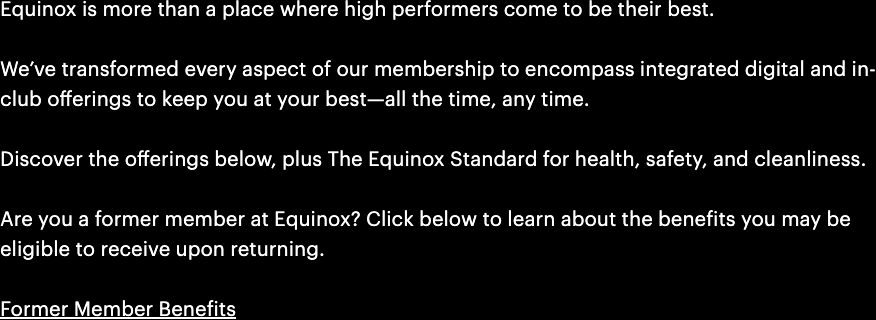 Equinox is more than a place where high performers come to be their best.
We’ve transformed every aspect of our membership to encompass integrated digital and in-
club offerings to keep you at your best—all the time, any time.
Discover the offerings below, plus The Equinox Standard for health, safety, and cleanliness.
Are you a former member at Equinox? Click below to learn about the benefits you may be
eligible to receive upon returning.
Former Member Benefits